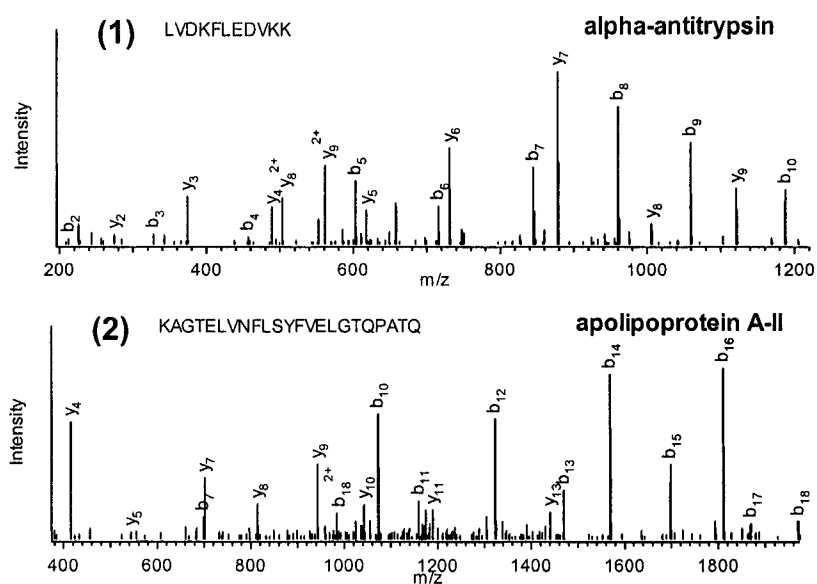 (1) LVDKFLEDVKK alpha-antitrypsin
Intensity
b2 y2 b3 y3 b4 y4 y8 2+ y9 2+ b5 y5 b6 y6 b7 y7 b8 y8 b9 y9 b10
200 400 600 800 1000 1200
m/z
(2) KAGTELVNFLSYFVELGTQPATQ apolipoprotein A-II
Intensity
y4 y5 b7 y7 y8 y9 b18 2+ y10 b10 b11 y11 b12 y13 b13 b14 b15 b16 b17 b18
400 600 800 1000 1200 1400 1600 1800
m/z